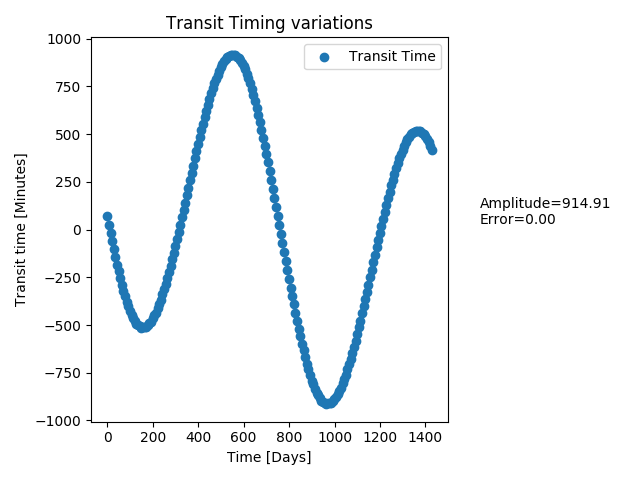 Transit Timing variations
Transit Time
1000
750
500
250
0
−250
−500
−750
−1000
Transit time [Minutes]
0 200 400 600 800 1000 1200 1400
Time [Days]
Amplitude=914.91
Error=0.00